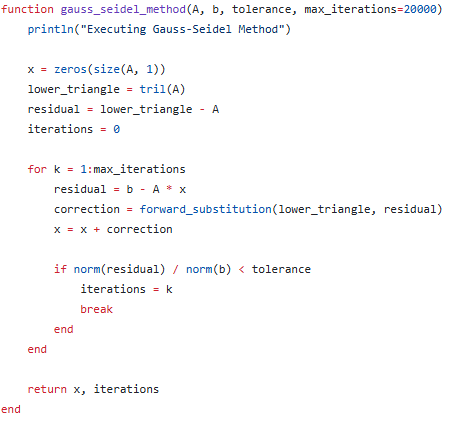 function gauss_seidel_method(A, b, tolerance, max_iterations=20000)
    println("Executing Gauss-Seidel Method")

    x = zeros(size(A, 1))
    lower_triangle = tril(A)
    residual = lower_triangle - A
    iterations = 0

    for k = 1:max_iterations
        residual = b - A * x
        correction = forward_substitution(lower_triangle, residual)
        x = x + correction

        if norm(residual) / norm(b) < tolerance
            iterations = k
            break
        end
    end

    return x, iterations
end